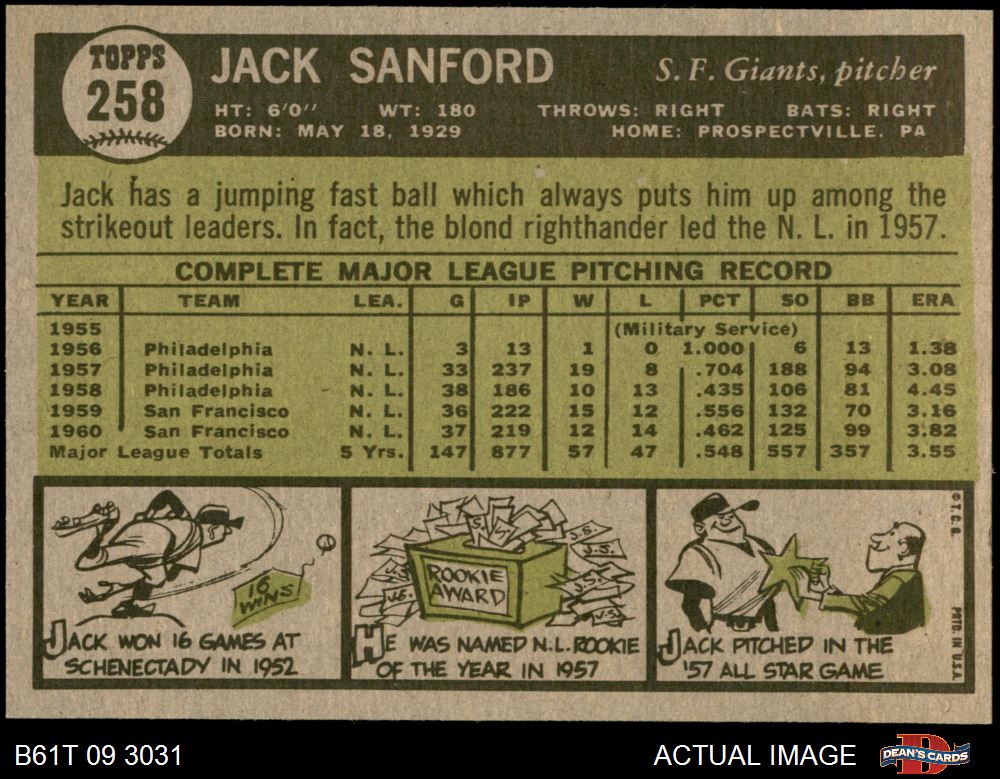 TOPPS
258
JACK SANFORD
S. F. Giants, pitcher
HT: 6'0" WT: 180 THROWS: RIGHT BATS: RIGHT
BORN: MAY 18, 1929 HOME: PROSPECTVILLE, PA
Jack has a jumping fast ball which always puts him up among the
strikeout leaders. In fact, the blond righthander led the N. L. in 1957.
COMPLETE MAJOR LEAGUE PITCHING RECORD
YEAR TEAM LEA. G IP W L PCT SO BB ERA
1955 (Military Service)
1956 Philadelphia N. L. 3 13 1 0 1.000 6 13 1.38
1957 Philadelphia N. L. 33 237 19 8 .704 188 94 3.08
1958 Philadelphia N. L. 38 186 10 13 .435 106 81 4.45
1959 San Francisco N. L. 36 222 15 12 .556 132 70 3.16
1960 San Francisco N. L. 37 219 12 14 .462 125 99 3.82
Major League Totals 5 Yrs. 147 877 57 47 .548 557 357 3.55
16
WINS
JACK WON 16 GAMES AT
SCHENECTADY IN 1952
J.S.
J.S.
J.S.
J.S.
J.S.
ROOKIE
AWARD
HE WAS NAMED N.L. ROOKIE
OF THE YEAR IN 1957
JACK PITCHED IN THE
'57 ALL STAR GAME
© T. C. G.
PRTD. IN U.S.A.
B61T 09 3031
ACTUAL IMAGE
DEAN'S CARDS